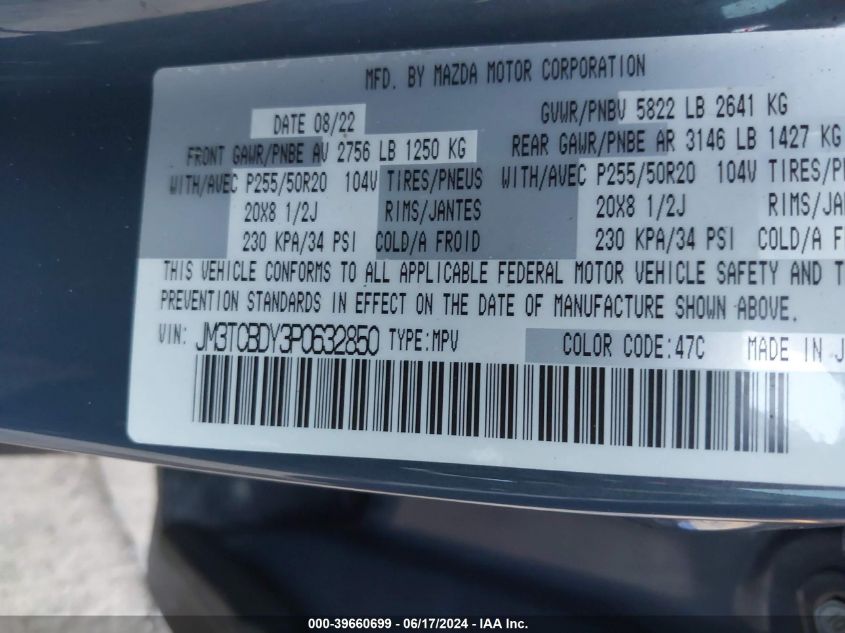 MFD. BY MAZDA MOTOR CORPORATION
DATE 08/22 GVWR/PNBV 5822 LB 2641 KG
FRONT GAWR/PNBE AV 2756 LB 1250 KG REAR GAWR/PNBE AR 3146 LB 1427 KG
WITH/AVEC P255/50R20 104V TIRES/PNEUS WITH/AVEC P255/50R20 104V
20X8 1/2J RIMS/JANTES 20X8 1/2J
230 KPA/34 PSI COLD/A FROID 230 KPA/34 PSI
THIS VEHICLE CONFORMS TO ALL APPLICABLE FEDERAL MOTOR VEHICLE SAFETY AND
PREVENTION STANDARDS IN EFFECT ON THE DATE OF MANUFACTURE SHOWN ABOVE.
VIN: JM3TCBDY3P0632850 TYPE:MPV COLOR CODE:47C MADE IN
000-39660699 - 06/17/2024 - IAA Inc.